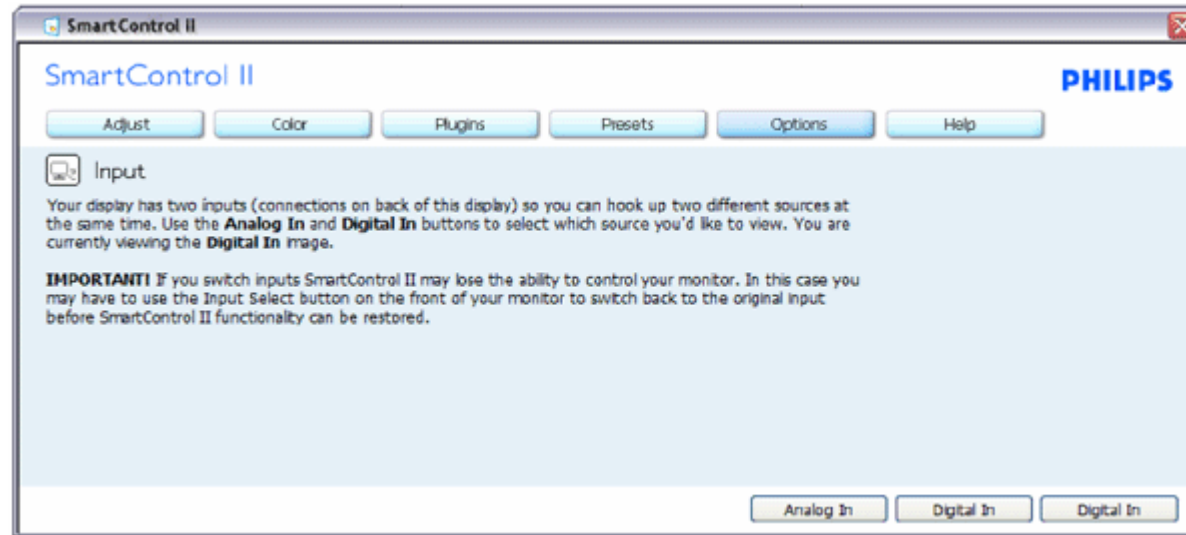 SmartControl II
SmartControl II
PHILIPS
Adjust Color Plugins Presets Options Help
Input
Your display has two inputs (connections on back of this display) so you can hook up two different sources at
the same time. Use the Analog In and Digital In buttons to select which source you'd like to view. You are
currently viewing the Digital In image.
IMPORTANT! If you switch inputs SmartControl II may lose the ability to control your monitor. In this case you
may have to use the Input Select button on the front of your monitor to switch back to the original input
before SmartControl II functionality can be restored.
Analog In Digital In Digital In